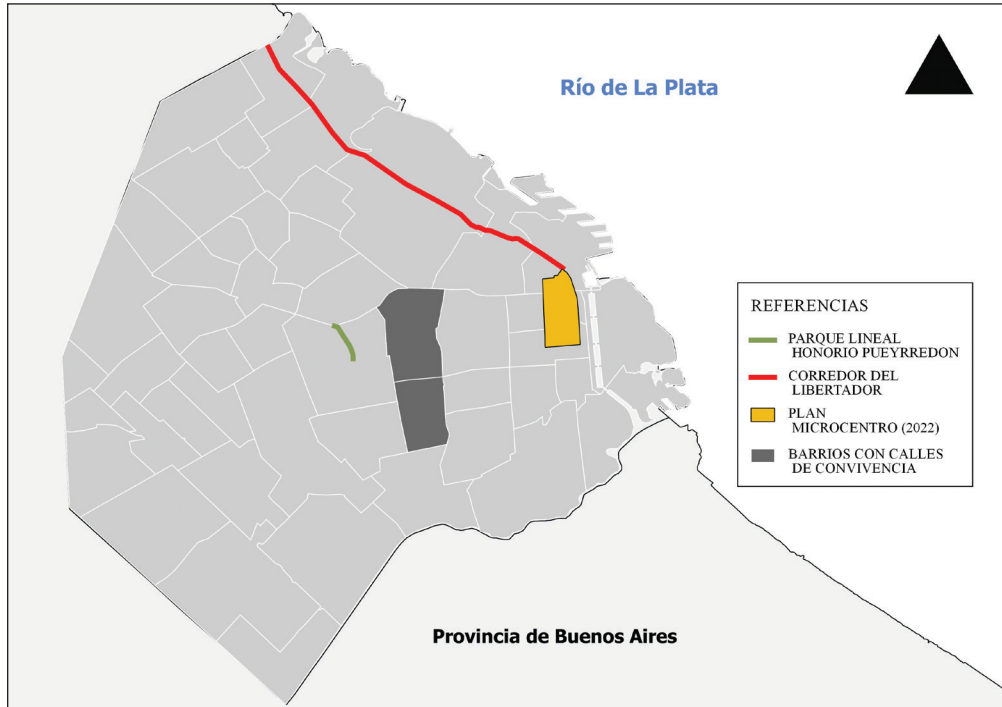 Río de La Plata
REFERENCIAS
PARQUE LINEAL
HONORIO PUEYRREDON
CORREDOR DEL
LIBERTADOR
PLAN
MICROCENTRO (2022)
BARRIOS CON CALLES
DE CONVIVENCIA
Provincia de Buenos Aires